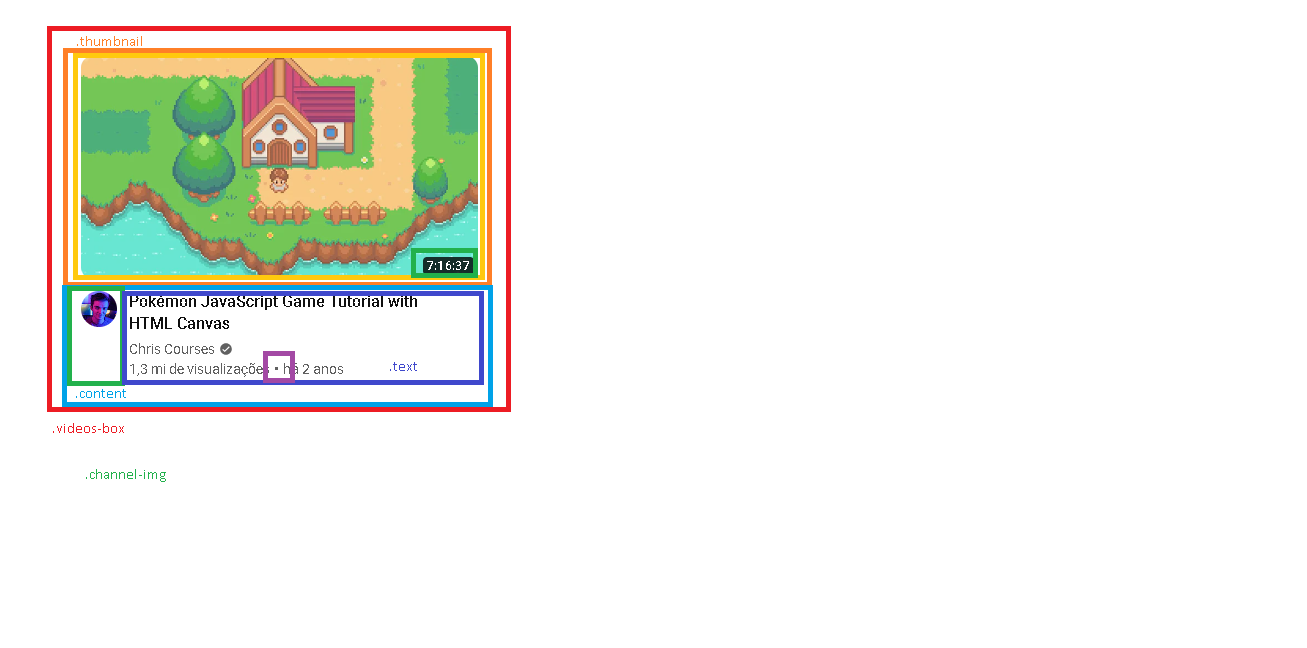 .thumbnail
7:16:37
Pokémon JavaScript Game Tutorial with
HTML Canvas
Chris Courses
1,3 mi de visualizações • há 2 anos
.text
.content
.videos-box
.channel-img